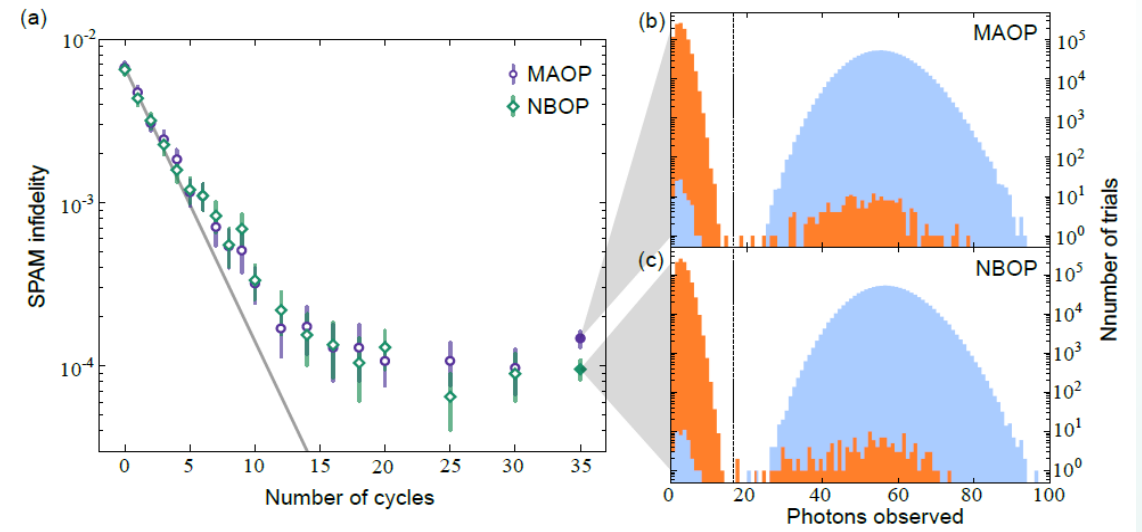 (a)
10^-2
10^-3
10^-4
SPAM infidelity
0 5 10 15 20 25 30 35
Number of cycles
MAOP
NBOP
(b)
MAOP
10^5
10^4
10^3
10^2
10^1
10^0
(c)
NBOP
10^5
10^4
10^3
10^2
10^1
10^0
Nnumber of trials
0 20 40 60 80 100
Photons observed